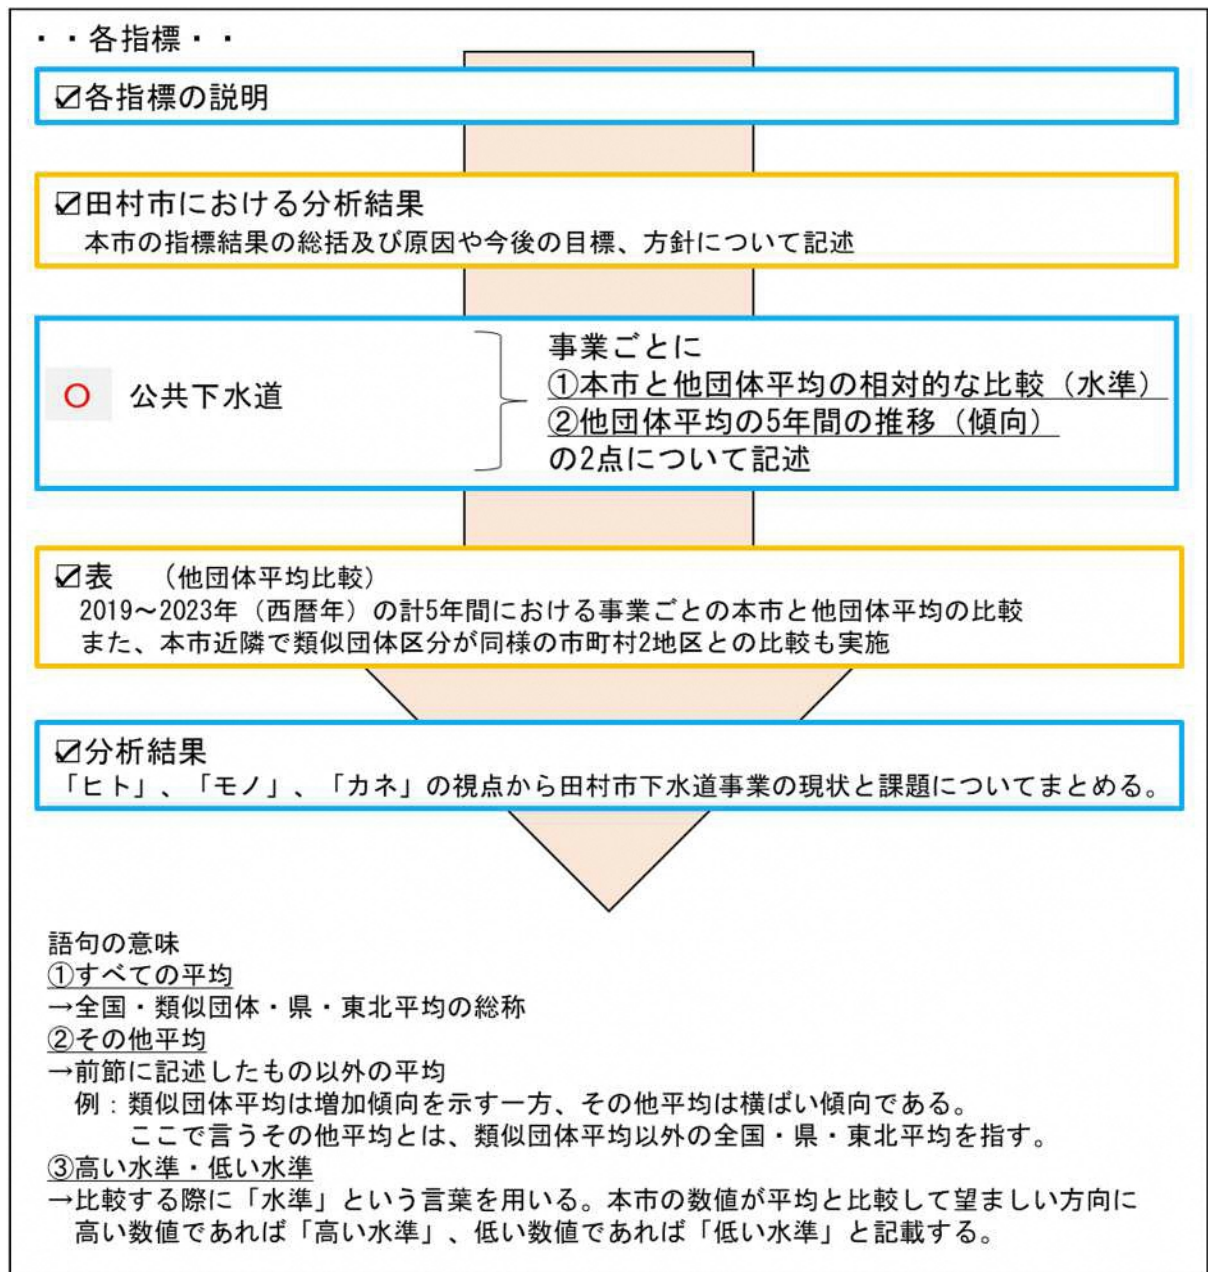 ・・各指標・・
☑各指標の説明
☑田村市における分析結果
本市の指標結果の総括及び原因や今後の目標、方針について記述
○ 公共下水道
事業ごとに
①本市と他団体平均の相対的な比較（水準）
②他団体平均の5年間の推移（傾向）
の2点について記述
☑表　（他団体平均比較）
2019～2023年（西暦年）の計5年間における事業ごとの本市と他団体平均の比較
また、本市近隣で類似団体区分が同様の市町村2地区との比較も実施
☑分析結果
「ヒト」、「モノ」、「カネ」の視点から田村市下水道事業の現状と課題についてまとめる。
語句の意味
①すべての平均
→全国・類似団体・県・東北平均の総称
②その他平均
→前節に記述したもの以外の平均
例：類似団体平均は増加傾向を示す一方、その他平均は横ばい傾向である。
ここで言うその他平均とは、類似団体平均以外の全国・県・東北平均を指す。
③高い水準・低い水準
→比較する際に「水準」という言葉を用いる。本市の数値が平均と比較して望ましい方向に
高い数値であれば「高い水準」、低い数値であれば「低い水準」と記載する。